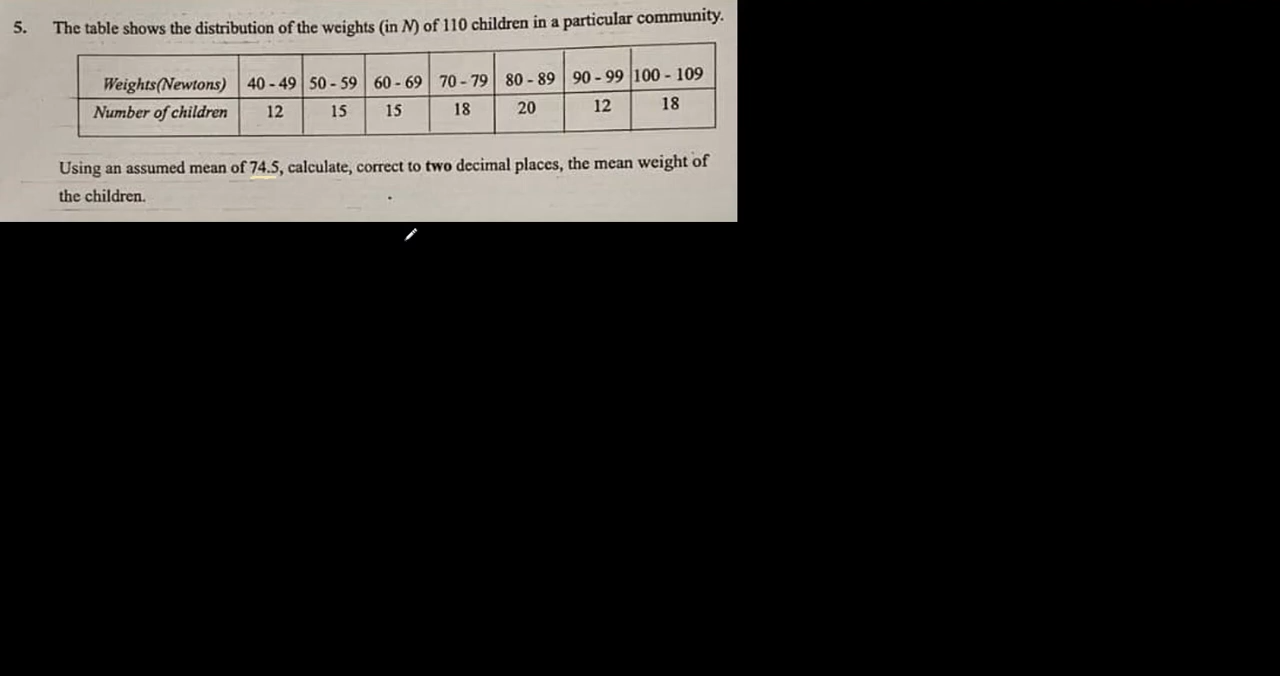 5. The table shows the distribution of the weights (in N) of 110 children in a particular community.
Weights(Newtons) 40 - 49 50 - 59 60 - 69 70 - 79 80 - 89 90 - 99 100 - 109
Number of children 12 15 15 18 20 12 18
Using an assumed mean of 74.5, calculate, correct to two decimal places, the mean weight of
the children.